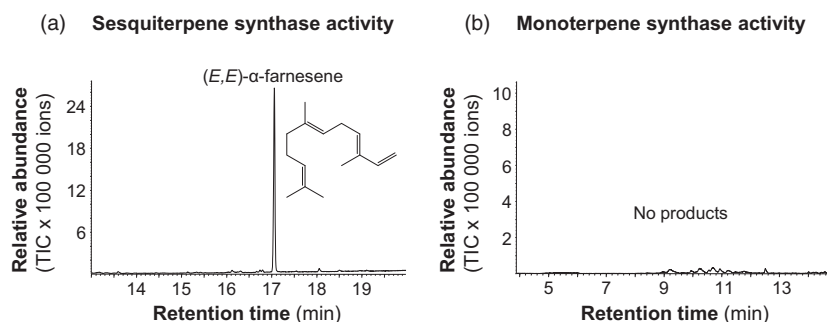 (a) Sesquiterpene synthase activity
(E,E)-α-farnesene
24
18
12
6
14 15 16 17 18 19
Retention time (min)
Relative abundance
(TIC x 100 000 ions)
(b) Monoterpene synthase activity
10
8
6
4
2
No products
5 7 9 11 13
Retention time (min)
Relative abundance
(TIC x 100 000 ions)